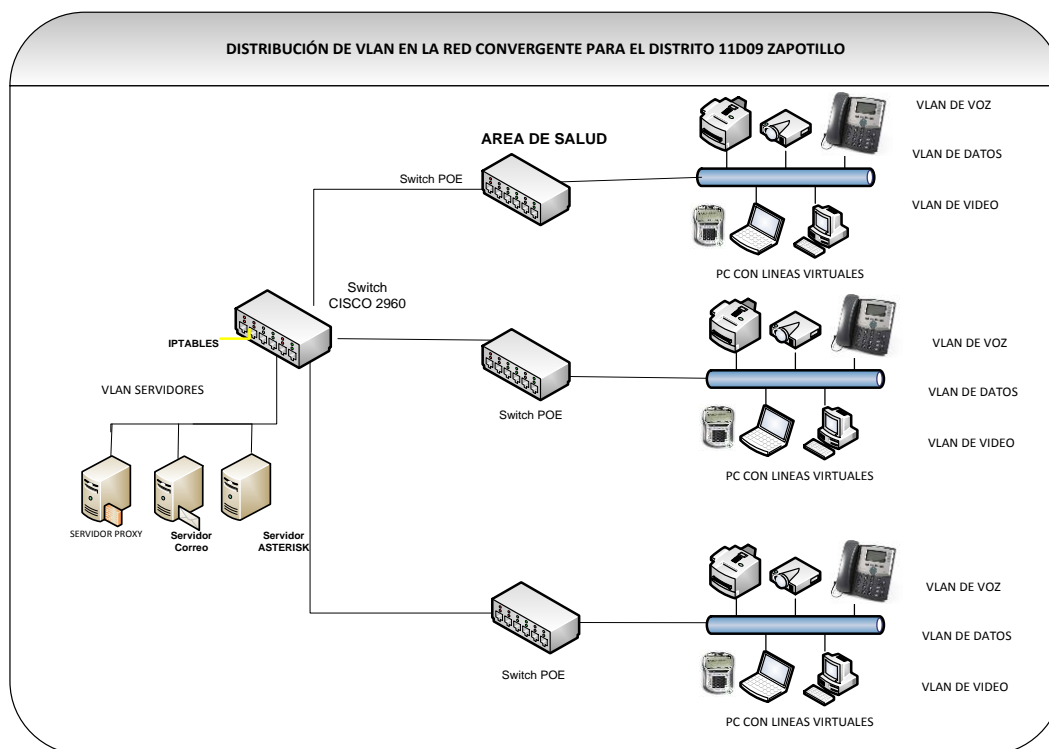 DISTRIBUCIÓN DE VLAN EN LA RED CONVERGENTE PARA EL DISTRITO 11D09 ZAPOTILLO
AREA DE SALUD
Switch POE
VLAN DE VOZ
VLAN DE DATOS
VLAN DE VIDEO
PC CON LINEAS VIRTUALES
Switch
CISCO 2960
IPTABLES
VLAN SERVIDORES
SERVIDOR PROXY
Servidor
Correo
Servidor
ASTERISK
Switch POE
VLAN DE VOZ
VLAN DE DATOS
VLAN DE VIDEO
PC CON LINEAS VIRTUALES
Switch POE
VLAN DE VOZ
VLAN DE DATOS
VLAN DE VIDEO
PC CON LINEAS VIRTUALES